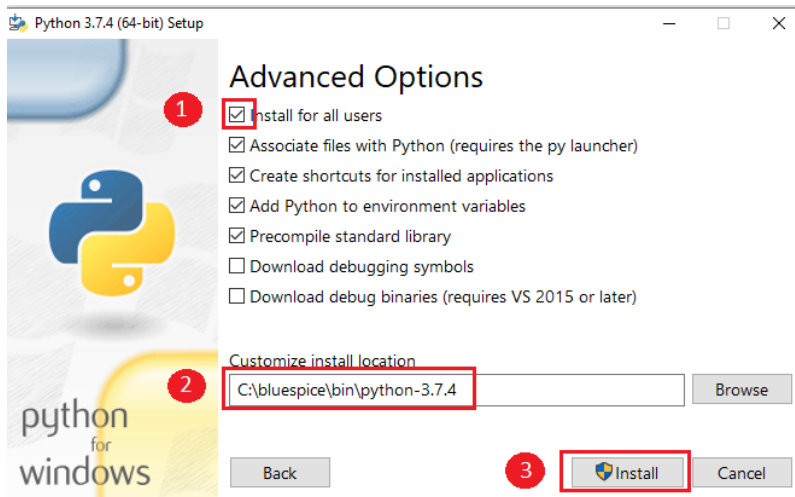 Python 3.7.4 (64-bit) Setup
Advanced Options
1
Install for all users
Associate files with Python (requires the py launcher)
Create shortcuts for installed applications
Add Python to environment variables
Precompile standard library
Download debugging symbols
Download debug binaries (requires VS 2015 or later)
Customize install location
2
C:\bluespice\bin\python-3.7.4
Browse
python
for
windows
Back
3
Install
Cancel